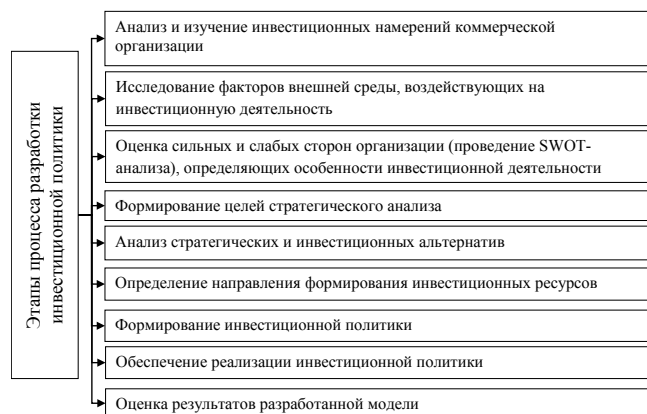 Этапы процесса разработки
инвестиционной политики
Анализ и изучение инвестиционных намерений коммерческой
организации
Исследование факторов внешней среды, воздействующих на
инвестиционную деятельность
Оценка сильных и слабых сторон организации (проведение SWOT-
анализа), определяющих особенности инвестиционной деятельности
Формирование целей стратегического анализа
Анализ стратегических и инвестиционных альтернатив
Определение направления формирования инвестиционных ресурсов
Формирование инвестиционной политики
Обеспечение реализации инвестиционной политики
Оценка результатов разработанной модели